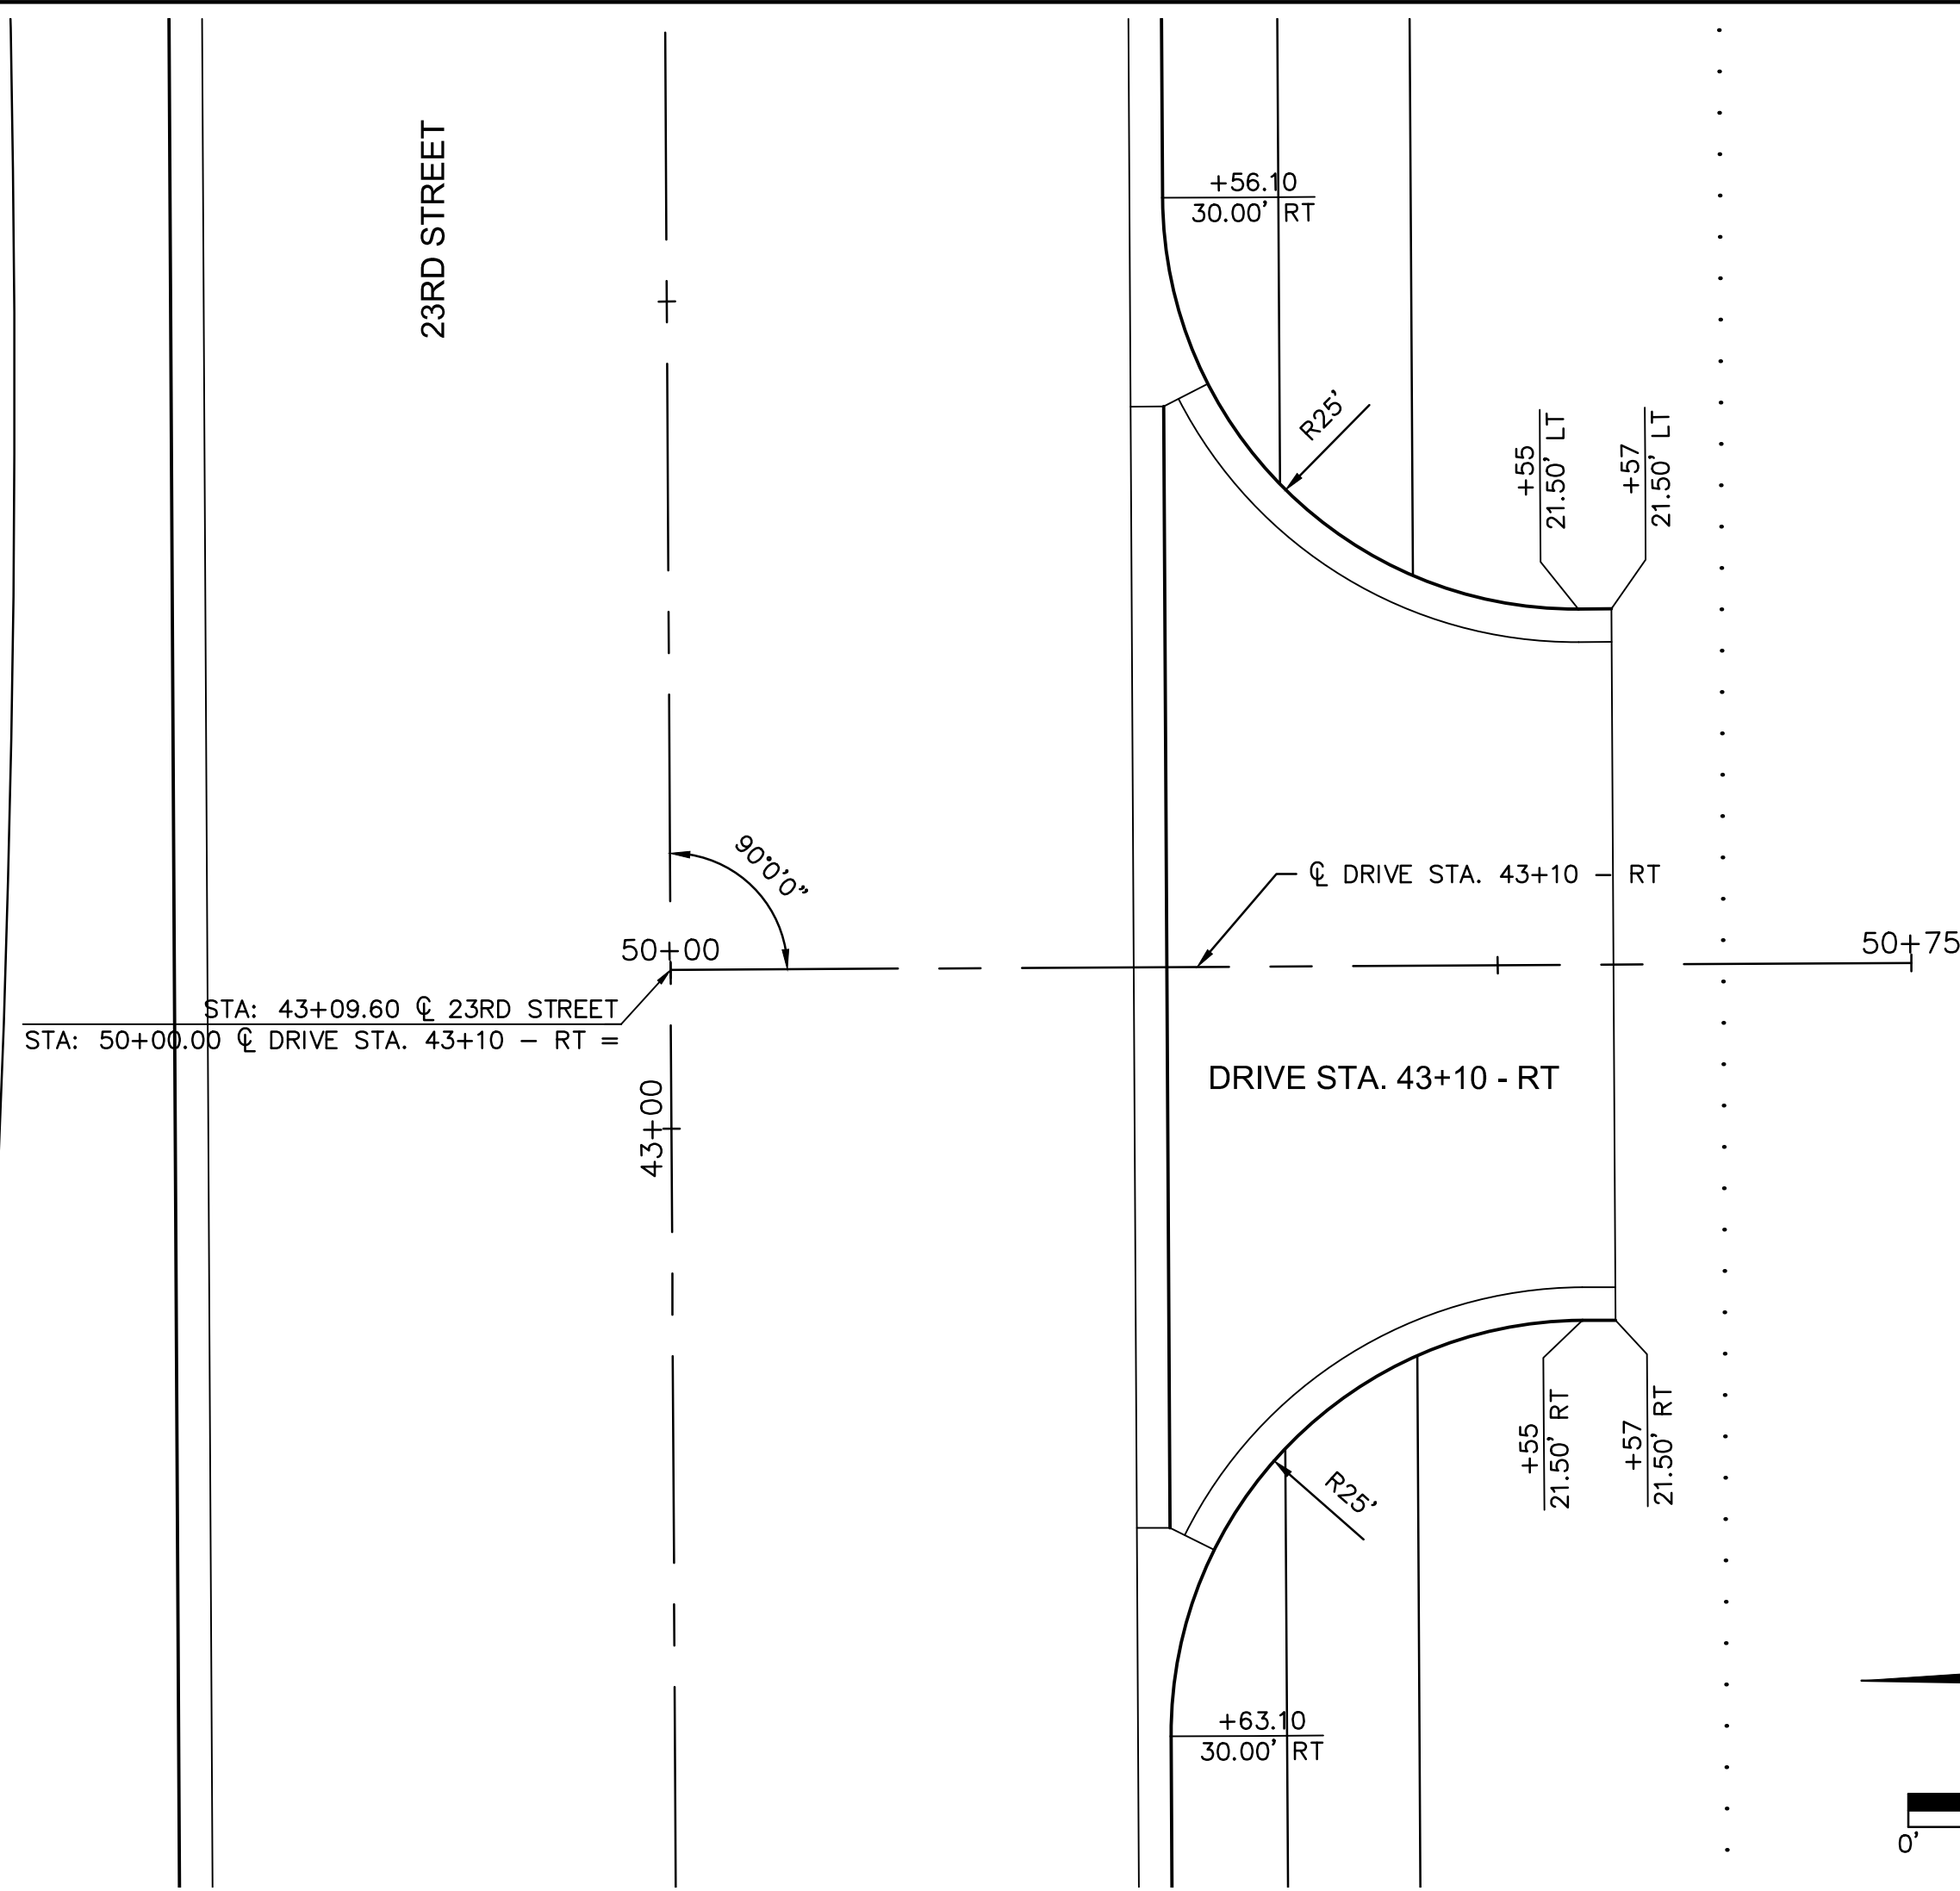 23RD STREET
+56.10
30.00' RT
R25'
+55
21.50' LT
+57
21.50' LT
90°0'0"
℄ DRIVE STA. 43+10 - RT
50+00
50+75
STA: 43+09.60 ℄ 23RD STREET
STA: 50+00.00 ℄ DRIVE STA. 43+10 - RT =
43+00
DRIVE STA. 43+10 - RT
+55
21.50' RT
+57
21.50' RT
R25'
+63.10
30.00' RT
0'